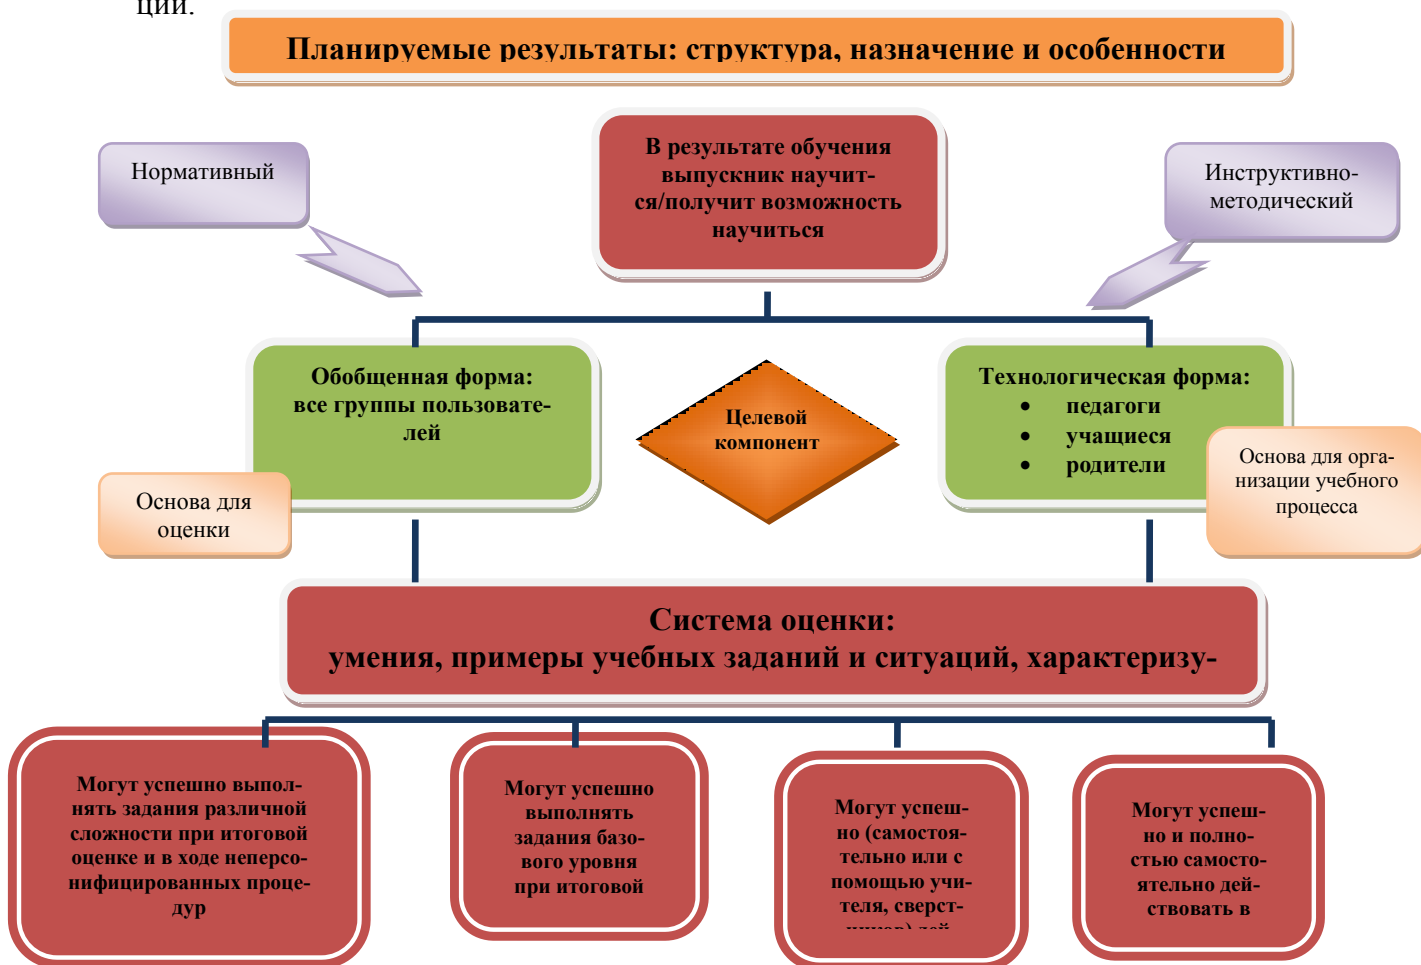 ции.
Планируемые результаты: структура, назначение и особенности
В результате обучения
выпускник научит-
ся/получит возможность
научиться
Нормативный
Инструктивно-
методический
Обобщенная форма:
все группы пользовате-
лей
Целевой
компонент
Технологическая форма:
• педагоги
• учащиеся
• родители
Основа для
оценки
Основа для орга-
низации учебного
процесса
Система оценки:
умения, примеры учебных заданий и ситуаций, характеризу-
Могут успешно выпол-
нять задания различной
сложности при итоговой
оценке и в ходе неперсо-
нифицированных проце-
дур
Могут успешно
выполнять
задания базо-
вого уровня
при итоговой
Могут успеш-
но (самостоя-
тельно или с
помощью учи-
теля, сверст-
ников) дей-
Могут успеш-
но и полно-
стью самосто-
ятельно дей-
ствовать в